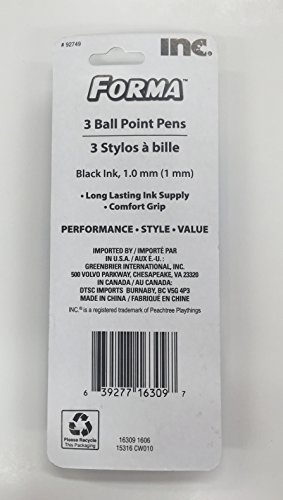 # 92749
INC.
FORMA™
3 Ball Point Pens
3 Stylos à bille
Black Ink, 1.0 mm (1 mm)
• Long Lasting Ink Supply
• Comfort Grip
PERFORMANCE • STYLE • VALUE
IMPORTED BY / IMPORTÉ PAR
IN U.S.A. / AUX E.U. :
GREENBRIER INTERNATIONAL, INC.
500 VOLVO PARKWAY, CHESAPEAKE, VA 23320
IN CANADA / AU CANADA:
DTSC IMPORTS BURNABY, BC V5G 4P3
MADE IN CHINA / FABRIQUÉ EN CHINE
INC.® is a registered trademark of Peachtree Playthings
6 39277 16309 7
Please Recycle
This Packaging
16309 1606
15316 CW010